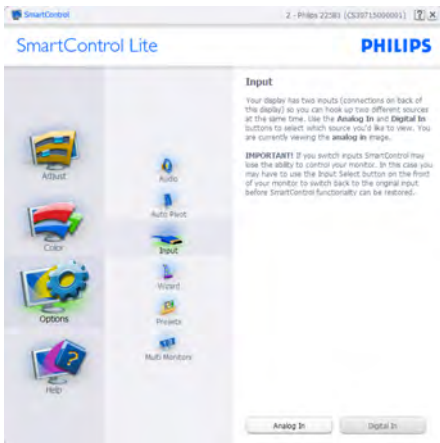 SmartControl
2 - Philips 225B1 (CS39715000001)
SmartControl Lite
PHILIPS
Adjust
Color
Options
Help
Audio
Auto Pivot
Input
Wizard
Presets
Multi Monitors
Input
Your display has two inputs (connections on back of
this display) so you can hook up two different sources
at the same time. Use the Analog In and Digital In
buttons to select which source you'd like to view. You
are currently viewing the analog in image.
IMPORTANT! If you switch inputs SmartControl may
lose the ability to control your monitor. In this case you
may have to use the Input Select button on the front
of your monitor to switch back to the original input
before SmartControl functionality can be restored.
Analog In
Digital In